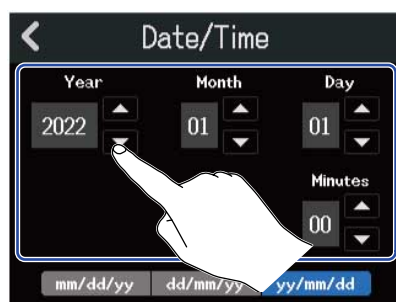 Date/Time
Year Month Day
2022 01 01
Minutes
00
mm/dd/yy dd/mm/yy yy/mm/dd